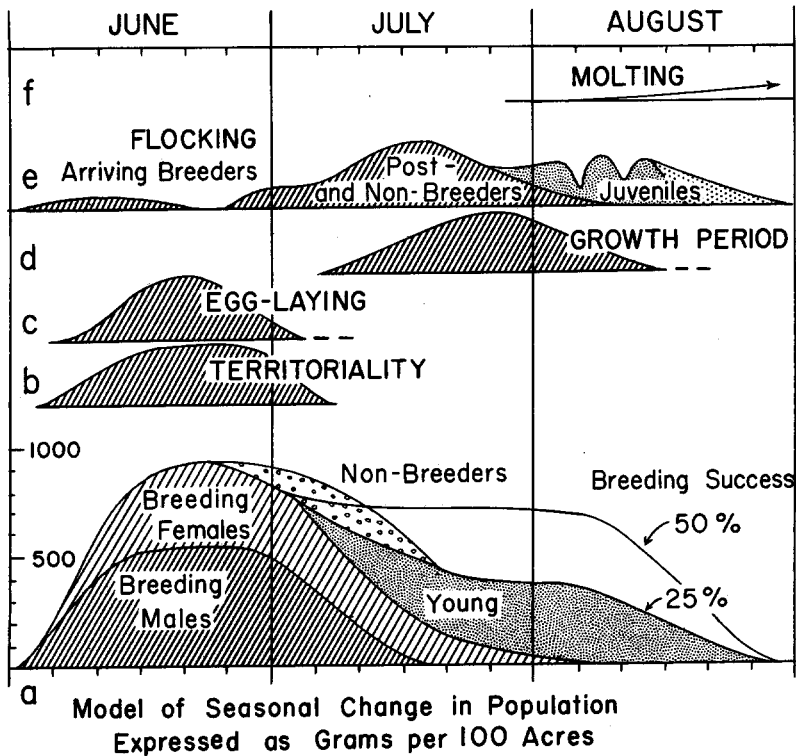 JUNE JULY AUGUST
f MOLTING
FLOCKING
e Arriving Breeders Post-
and Non-Breeders Juveniles
d GROWTH PERIOD
c EGG-LAYING
b TERRITORIALITY
1000
Non-Breeders Breeding Success
Breeding
Females 50%
500
Breeding
Males Young 25%
a
Model of Seasonal Change in Population
Expressed as Grams per 100 Acres